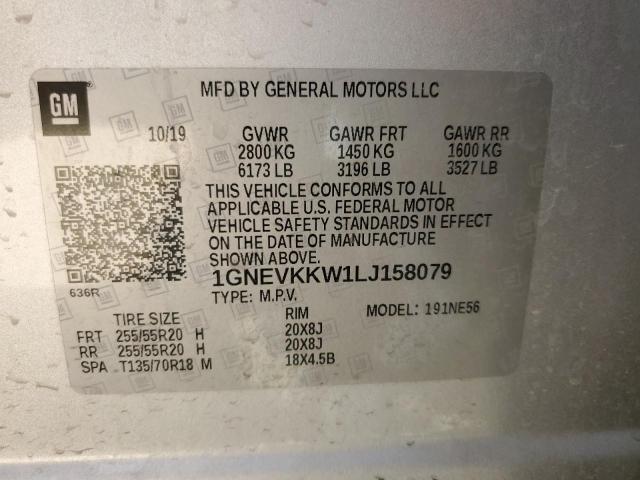 GM
MFD BY GENERAL MOTORS LLC
10/19 GVWR GAWR FRT GAWR RR
2800 KG 1450 KG 1600 KG
6173 LB 3196 LB 3527 LB
THIS VEHICLE CONFORMS TO ALL
APPLICABLE U.S. FEDERAL MOTOR
VEHICLE SAFETY STANDARDS IN EFFECT
ON THE DATE OF MANUFACTURE
SHOWN ABOVE.
636R
1GNEVKKW1LJ158079
TYPE: M.P.V. MODEL: 191NE56
TIRE SIZE RIM
FRT 255/55R20 H 20X8J
RR 255/55R20 H 20X8J
SPA T135/70R18 M 18X4.5B